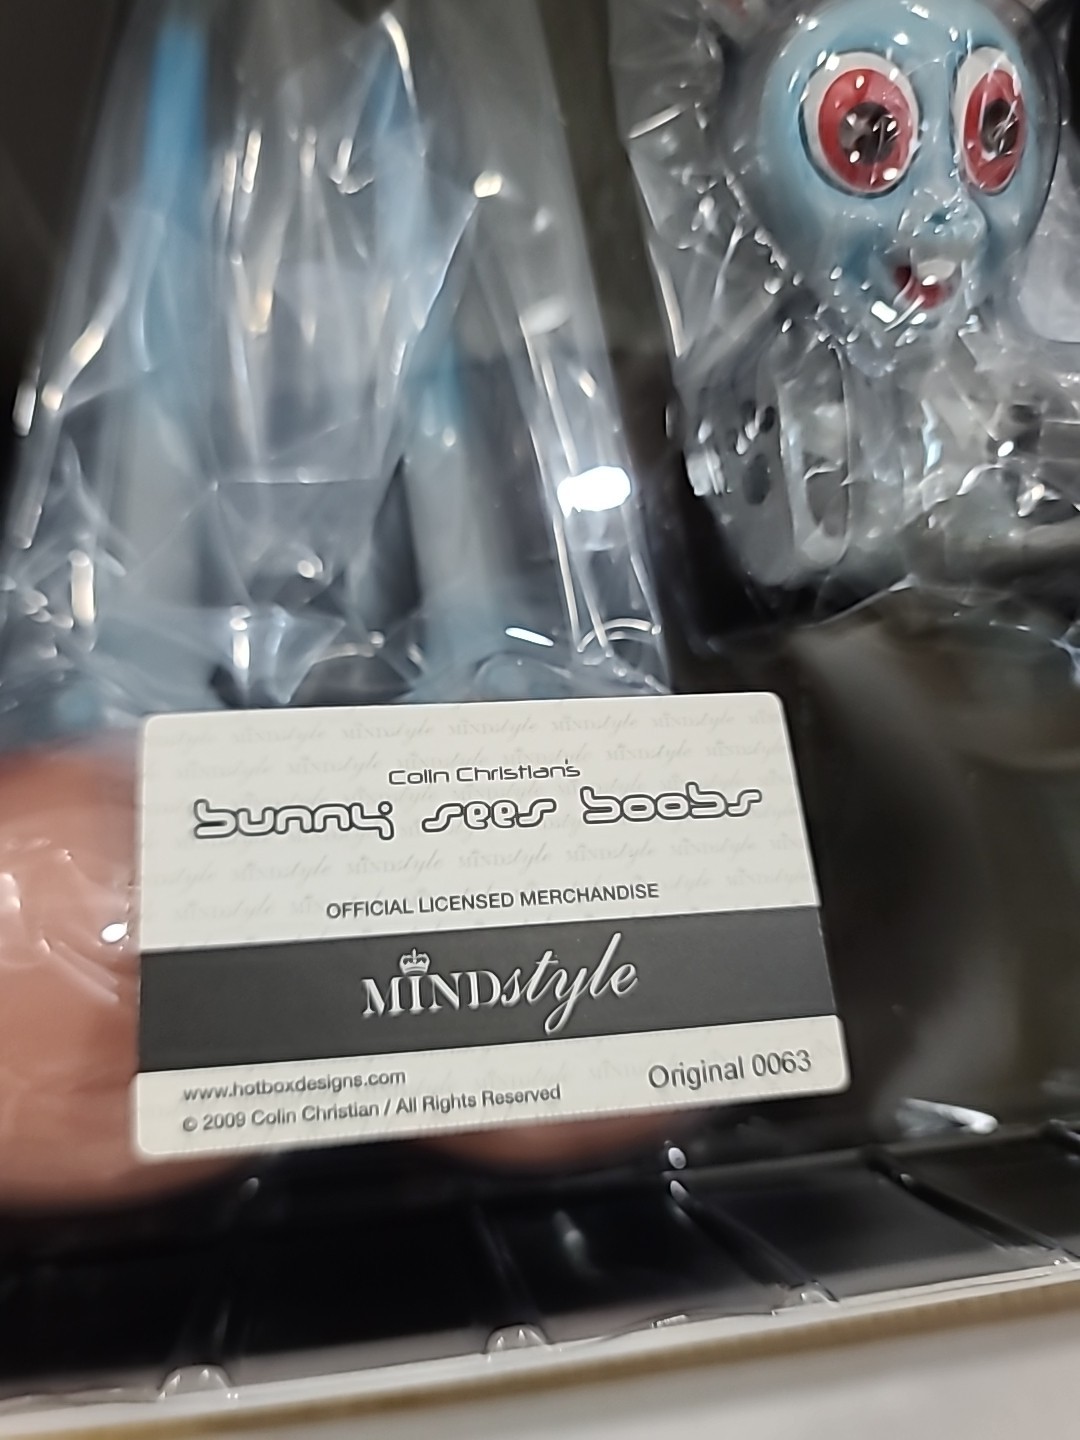 Colin Christian's
bunny sees boobs
OFFICIAL LICENSED MERCHANDISE
MINDstyle
www.hotboxdesigns.com
© 2009 Colin Christian / All Rights Reserved
Original 0063